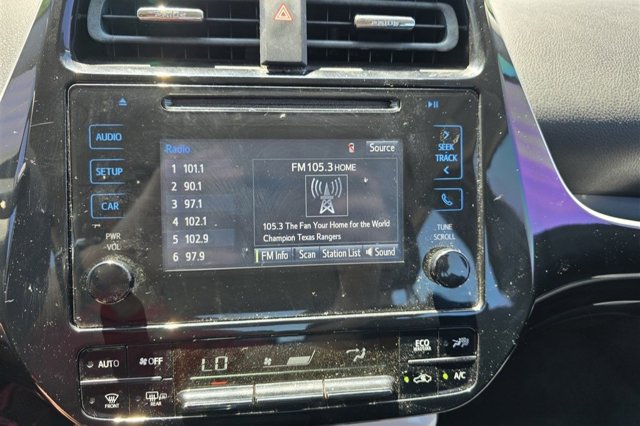 AUDIO
SETUP
CAR
PWR
VOL
Radio
Source
FM105.3 HOME
1 101.1
2 90.1
3 97.1
4 102.1
5 102.9
6 97.9
105.3 The Fan Your Home for the World
Champion Texas Rangers
FM Info Scan Station List Sound
SEEK
TRACK
TUNE
SCROLL
AUTO
OFF
LO
ECO
FRONT
REAR
A/C